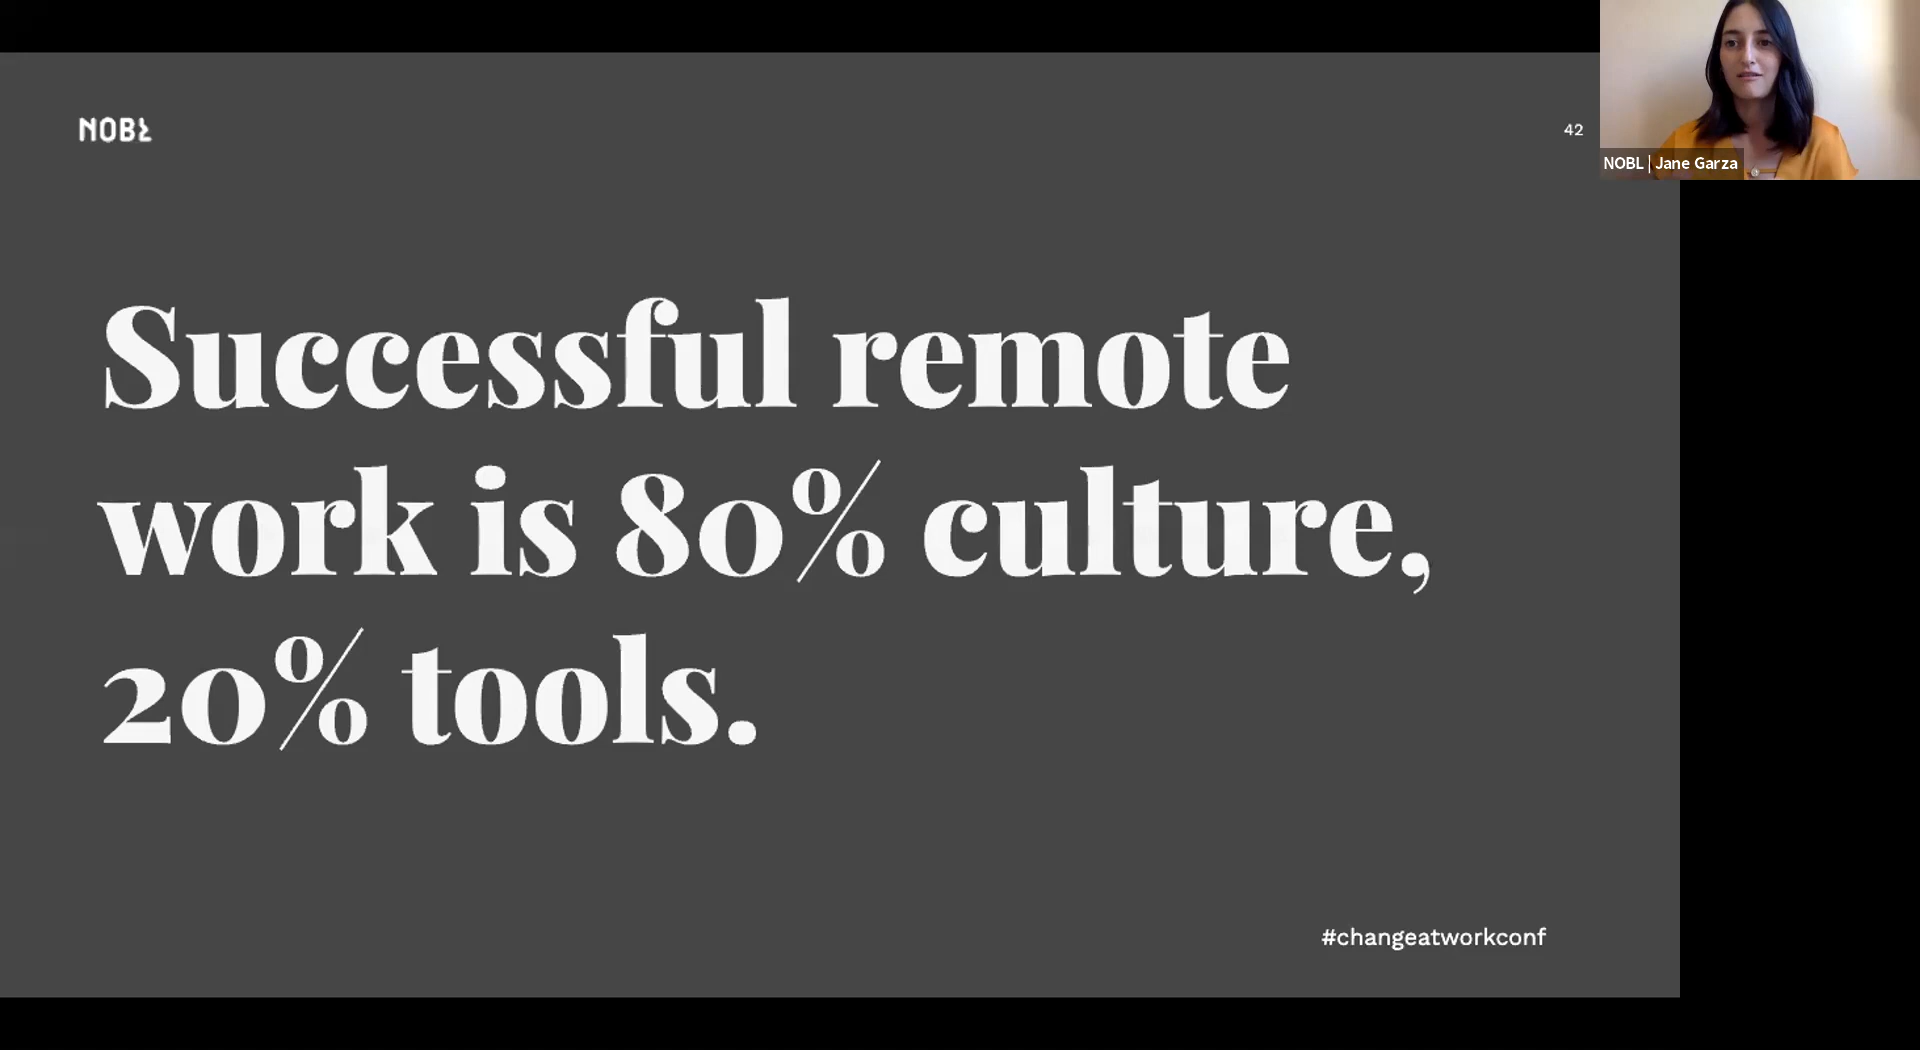 NOBL
42
NOBL | Jane Garza
Successful remote
work is 80% culture,
20% tools.
#changeatworkconf